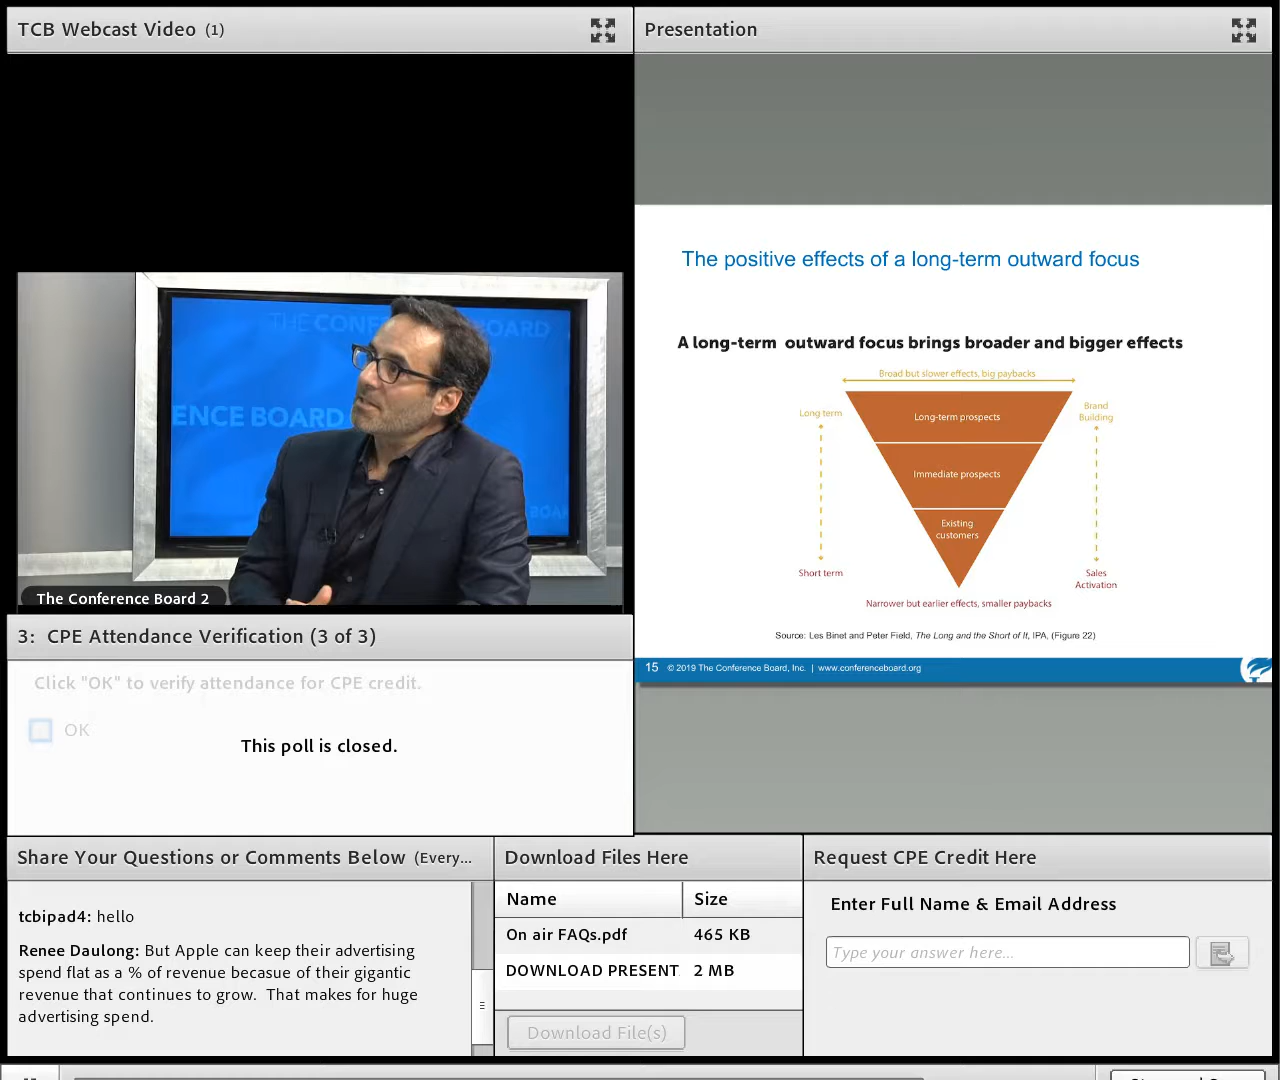 TCB Webcast Video (1)
Presentation
THE CONFERENCE BOARD
ENCE BOARD
The Conference Board 2
The positive effects of a long-term outward focus
A long-term outward focus brings broader and bigger effects
Broad but slower effects, big paybacks
Long term
Brand
Building
Long-term prospects
Immediate prospects
Existing
customers
Short term
Sales
Activation
Narrower but earlier effects, smaller paybacks
Source: Les Binet and Peter Field, The Long and the Short of It, IPA, (Figure 22)
15 © 2019 The Conference Board, Inc. | www.conferenceboard.org
3: CPE Attendance Verification (3 of 3)
Click "OK" to verify attendance for CPE credit.
OK
This poll is closed.
Share Your Questions or Comments Below (Every...
tcbipad4: hello
Renee Daulong: But Apple can keep their advertising
spend flat as a % of revenue becasue of their gigantic
revenue that continues to grow. That makes for huge
advertising spend.
Download Files Here
Name Size
On air FAQs.pdf 465 KB
DOWNLOAD PRESENT 2 MB
Download File(s)
Request CPE Credit Here
Enter Full Name & Email Address
Type your answer here...